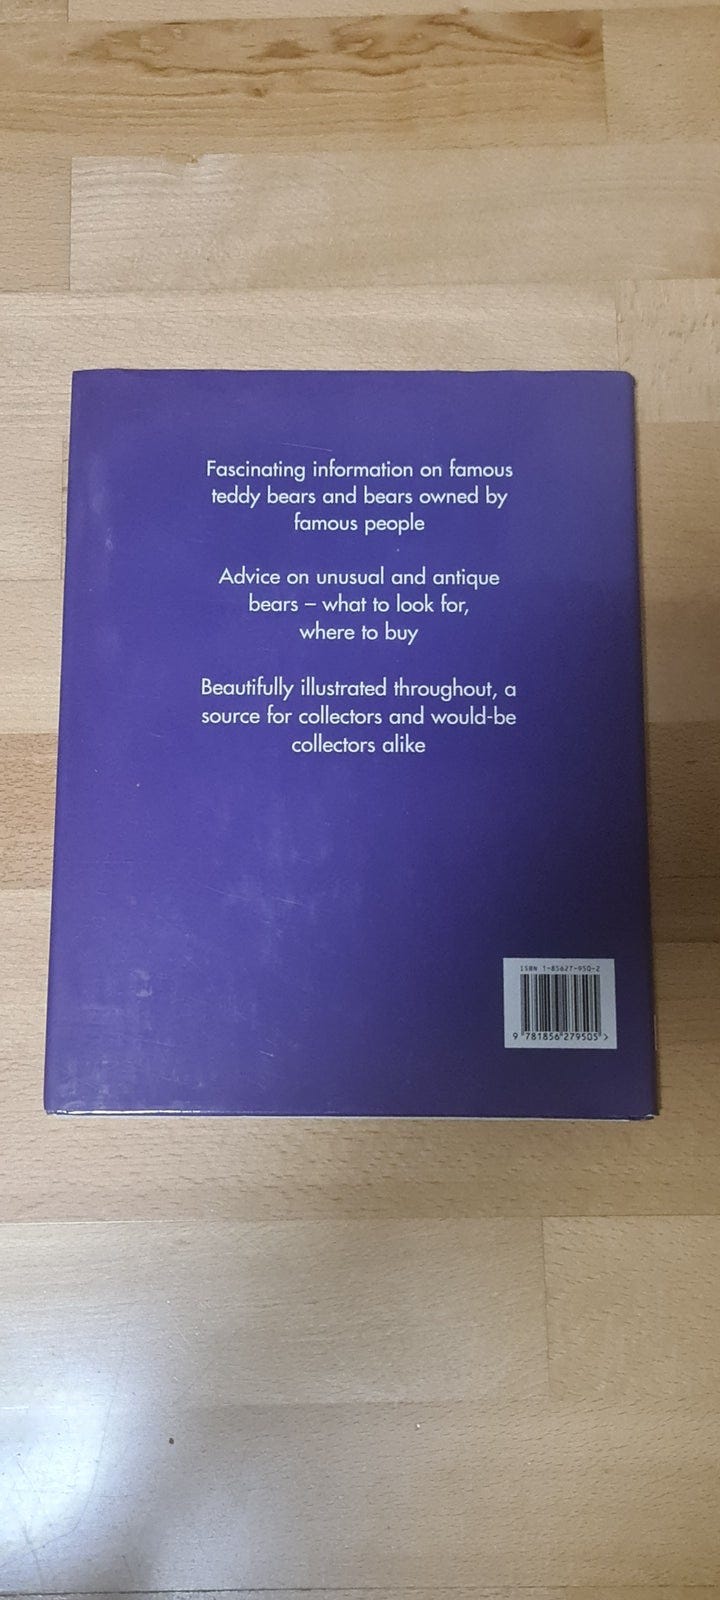 Fascinating information on famous
teddy bears and bears owned by
famous people
Advice on unusual and antique
bears – what to look for,
where to buy
Beautifully illustrated throughout, a
source for collectors and would-be
collectors alike
ISBN 1-85627-950-2
9 781856 279505 >